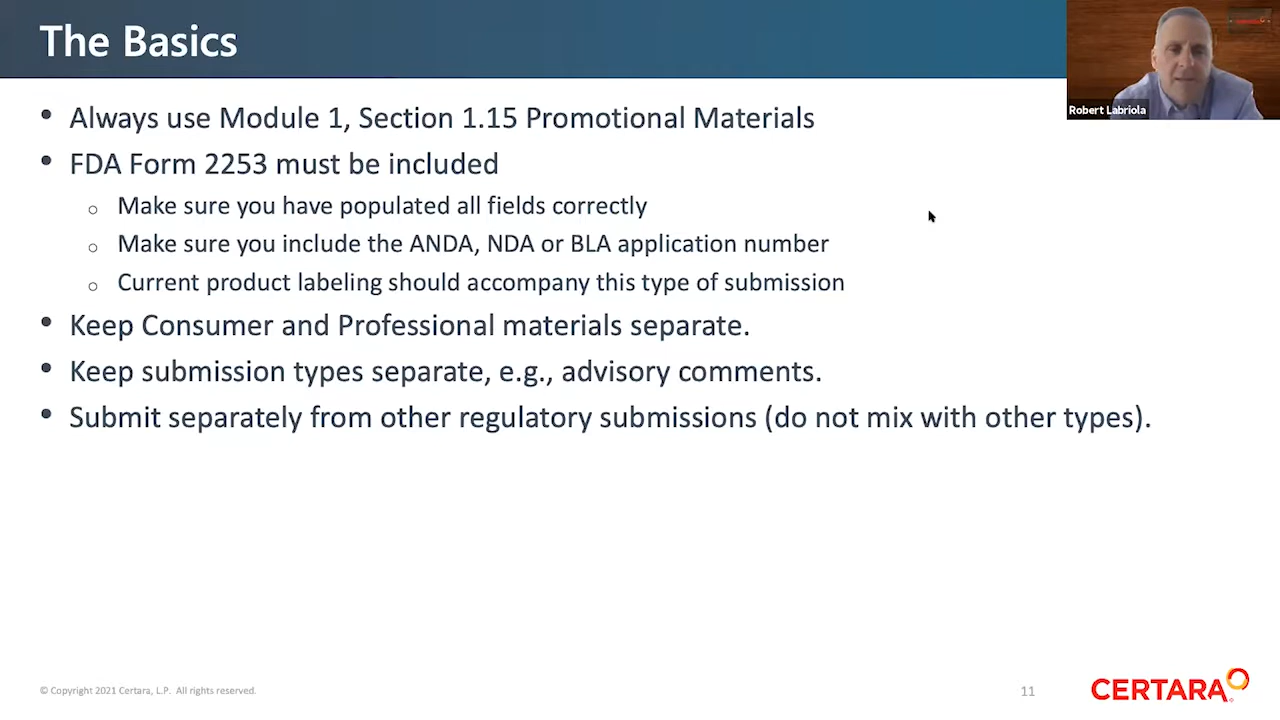 The Basics
Robert Labriola
• Always use Module 1, Section 1.15 Promotional Materials
• FDA Form 2253 must be included
o Make sure you have populated all fields correctly
o Make sure you include the ANDA, NDA or BLA application number
o Current product labeling should accompany this type of submission
• Keep Consumer and Professional materials separate.
• Keep submission types separate, e.g., advisory comments.
• Submit separately from other regulatory submissions (do not mix with other types).
© Copyright 2021 Certara, L.P. All rights reserved.
11
CERTARA